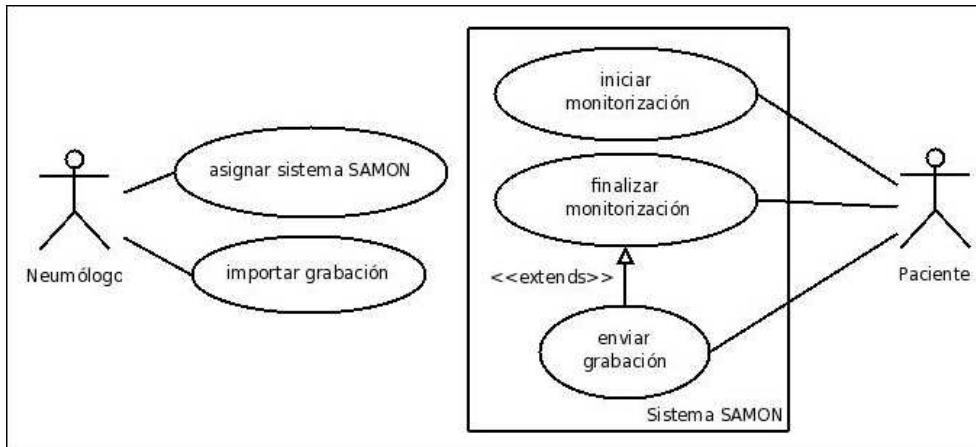 iniciar
monitorización
asignar sistema SAMON
finalizar
monitorización
importar grabación
<<extends>>
Neumólogo
Paciente
enviar
grabación
Sistema SAMON